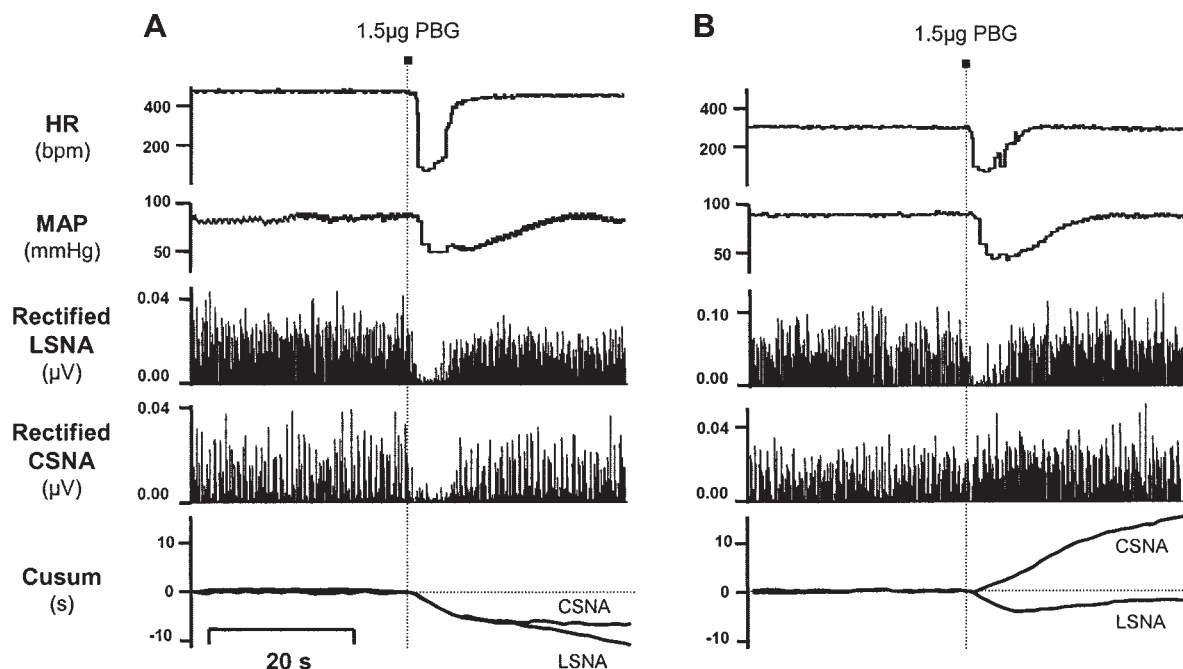 A
1.5µg PBG
B
1.5µg PBG
HR
(bpm)
400
200
400
200
MAP
(mmHg)
100
50
100
50
Rectified
LSNA
(µV)
0.04
0.00
0.10
0.00
Rectified
CSNA
(µV)
0.04
0.00
0.04
0.00
Cusum
(s)
10
0
-10
CSNA
LSNA
20 s
10
0
-10
CSNA
LSNA